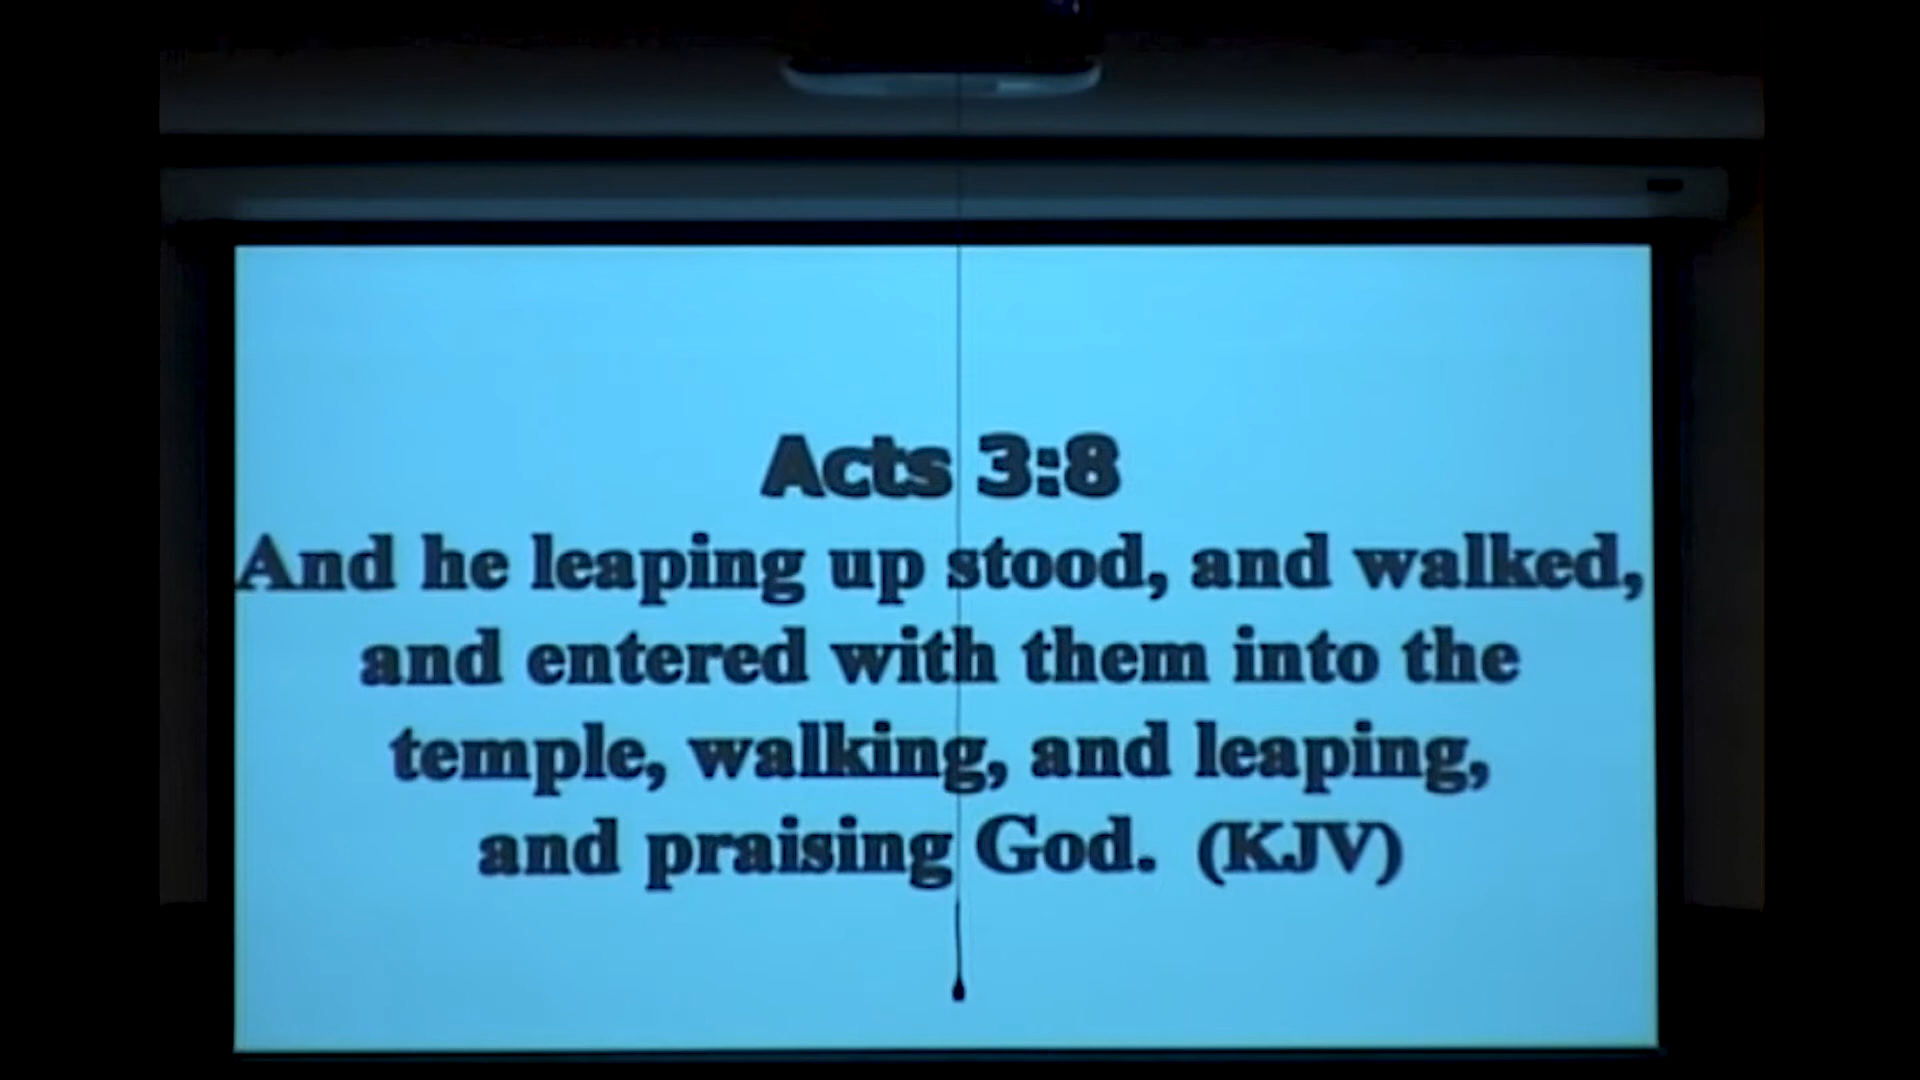 Acts 3:8
And he leaping up stood, and walked,
and entered with them into the
temple, walking, and leaping,
and praising God. (KJV)